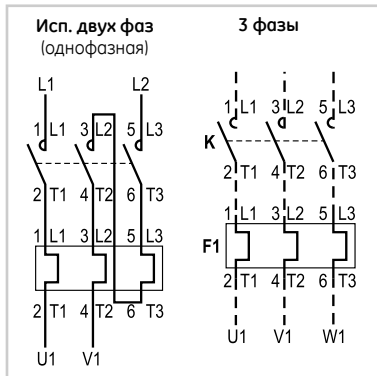 Исп. двух фаз
(однофазная)
3 фазы
L1 L2
1 L1 3 L2 5 L3
2 T1 4 T2 6 T3
1 L1 3 L2 5 L3
2 T1 4 T2 6 T3
U1 V1
1 L1 3 L2 5 L3
K
2 T1 4 T2 6 T3
1 L1 3 L2 5 L3
F1
2 T1 4 T2 6 T3
U1 V1 W1